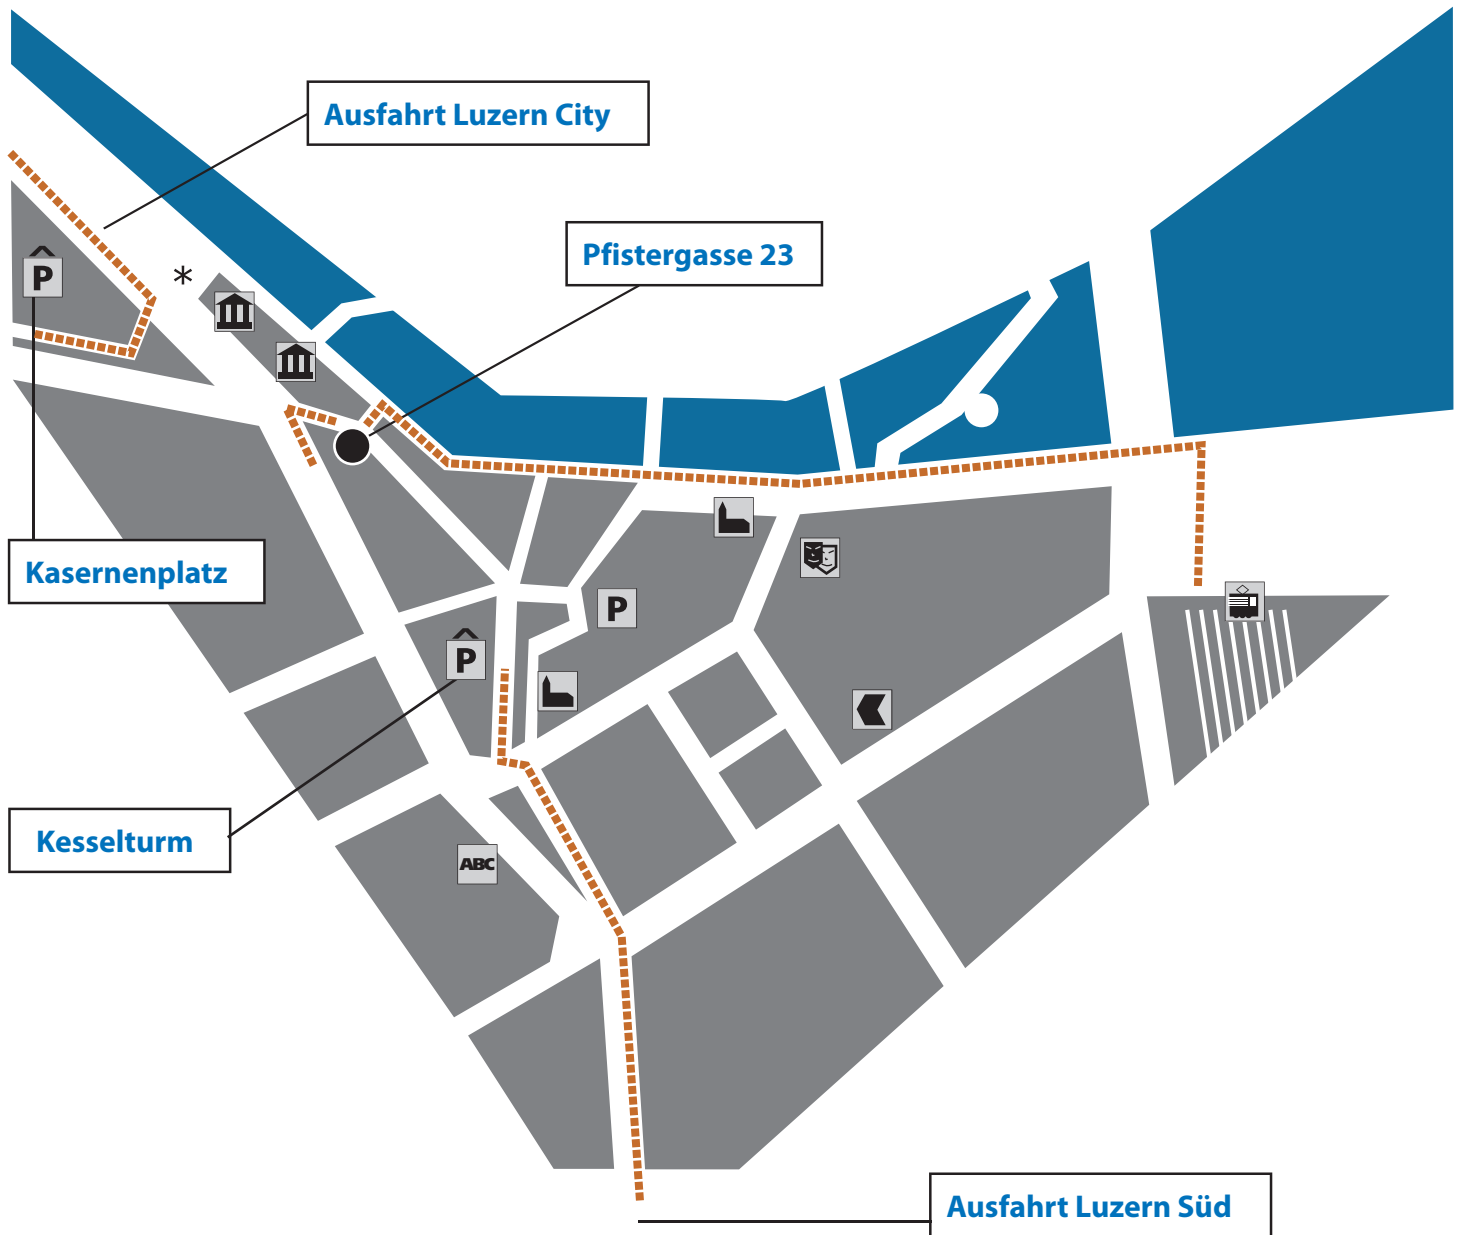 Ausfahrt Luzern City
Pfistergasse 23
P
*
Kasernenplatz
P
P
Kesselturm
ABC
Ausfahrt Luzern Süd